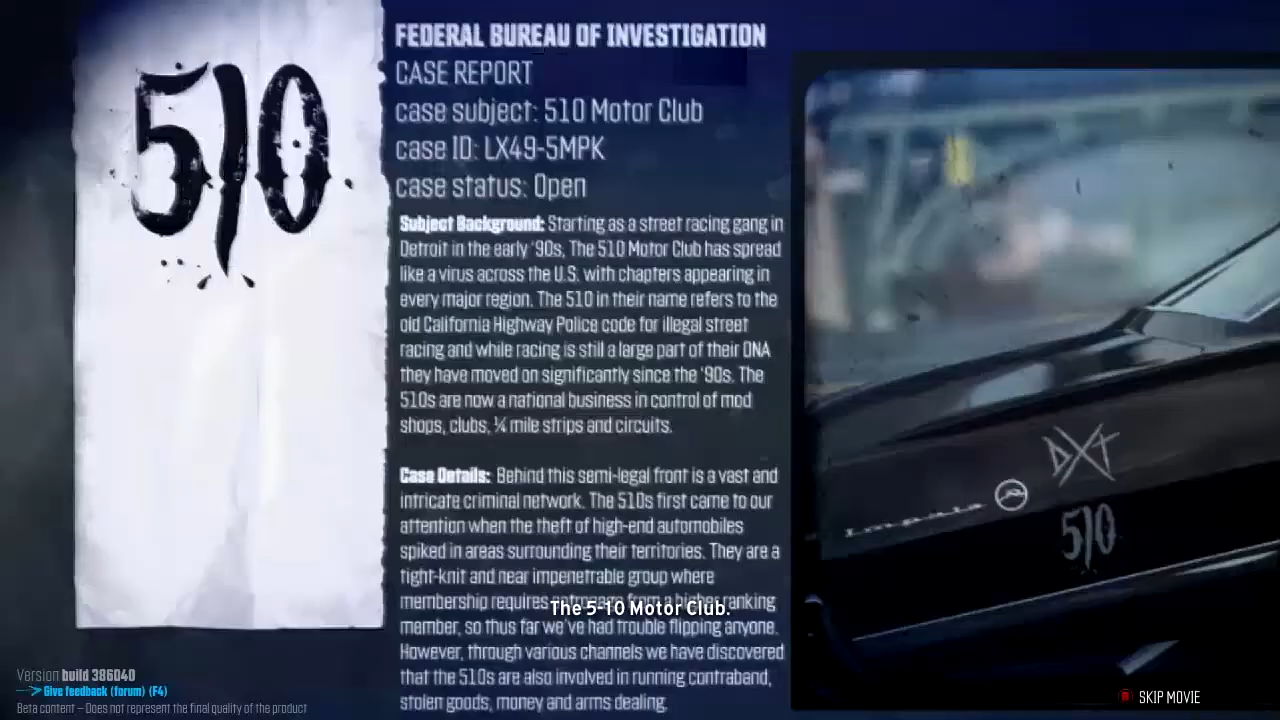 510
FEDERAL BUREAU OF INVESTIGATION
CASE REPORT
case subject: 510 Motor Club
case ID: LX49-5MPK
case status: Open
Subject Background: Starting as a street racing gang in
Detroit in the early '90s, The 510 Motor Club has spread
like a virus across the U.S. with chapters appearing in
every major region. The 510 in their name refers to the
old California Highway Police code for illegal street
racing and while racing is still a large part of their DNA
they have moved on significantly since the '90s. The
510s are now a national business in control of mod
shops, clubs, ¼ mile strips and circuits.
Case Details: Behind this semi-legal front is a vast and
intricate criminal network. The 510s first came to our
attention when the theft of high-end automobiles
spiked in areas surrounding their territories. They are a
tight-knit and near impenetrable group where
membership requires patronage from a higher ranking
member, so thus far we've had trouble flipping anyone.
However, through various channels we have discovered
that the 510s are also involved in running contraband,
stolen goods, money and arms dealing.
The 5-10 Motor Club.
Impala
DXT
510
Version build 386040
Give feedback (forum) (F4)
Beta content – Does not represent the final quality of the product
SKIP MOVIE